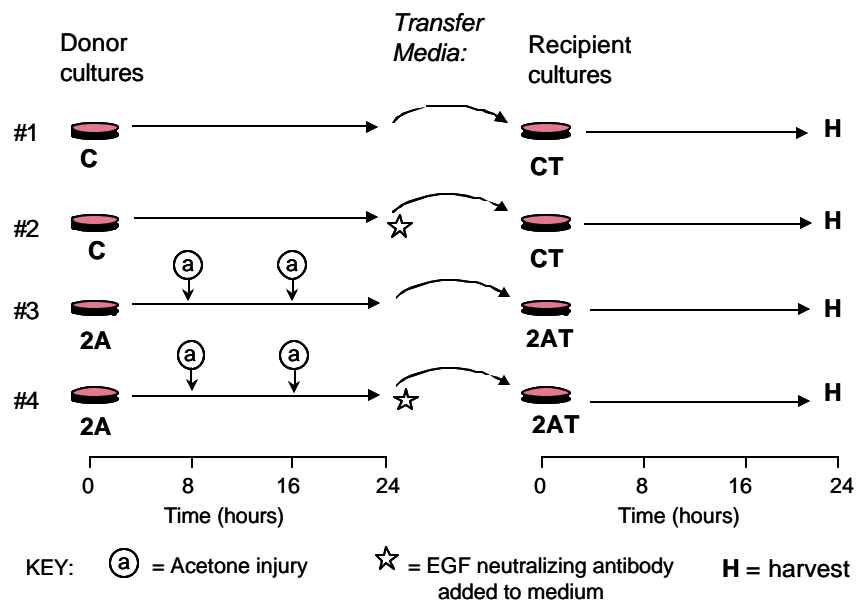 Donor
cultures
Transfer
Media:
Recipient
cultures
#1
C
CT
H
#2
C
CT
H
a
a
#3
2A
2AT
H
a
a
#4
2A
2AT
H
0 8 16 24
Time (hours)
0 8 16 24
Time (hours)
KEY: a = Acetone injury
= EGF neutralizing antibody
added to medium
H = harvest